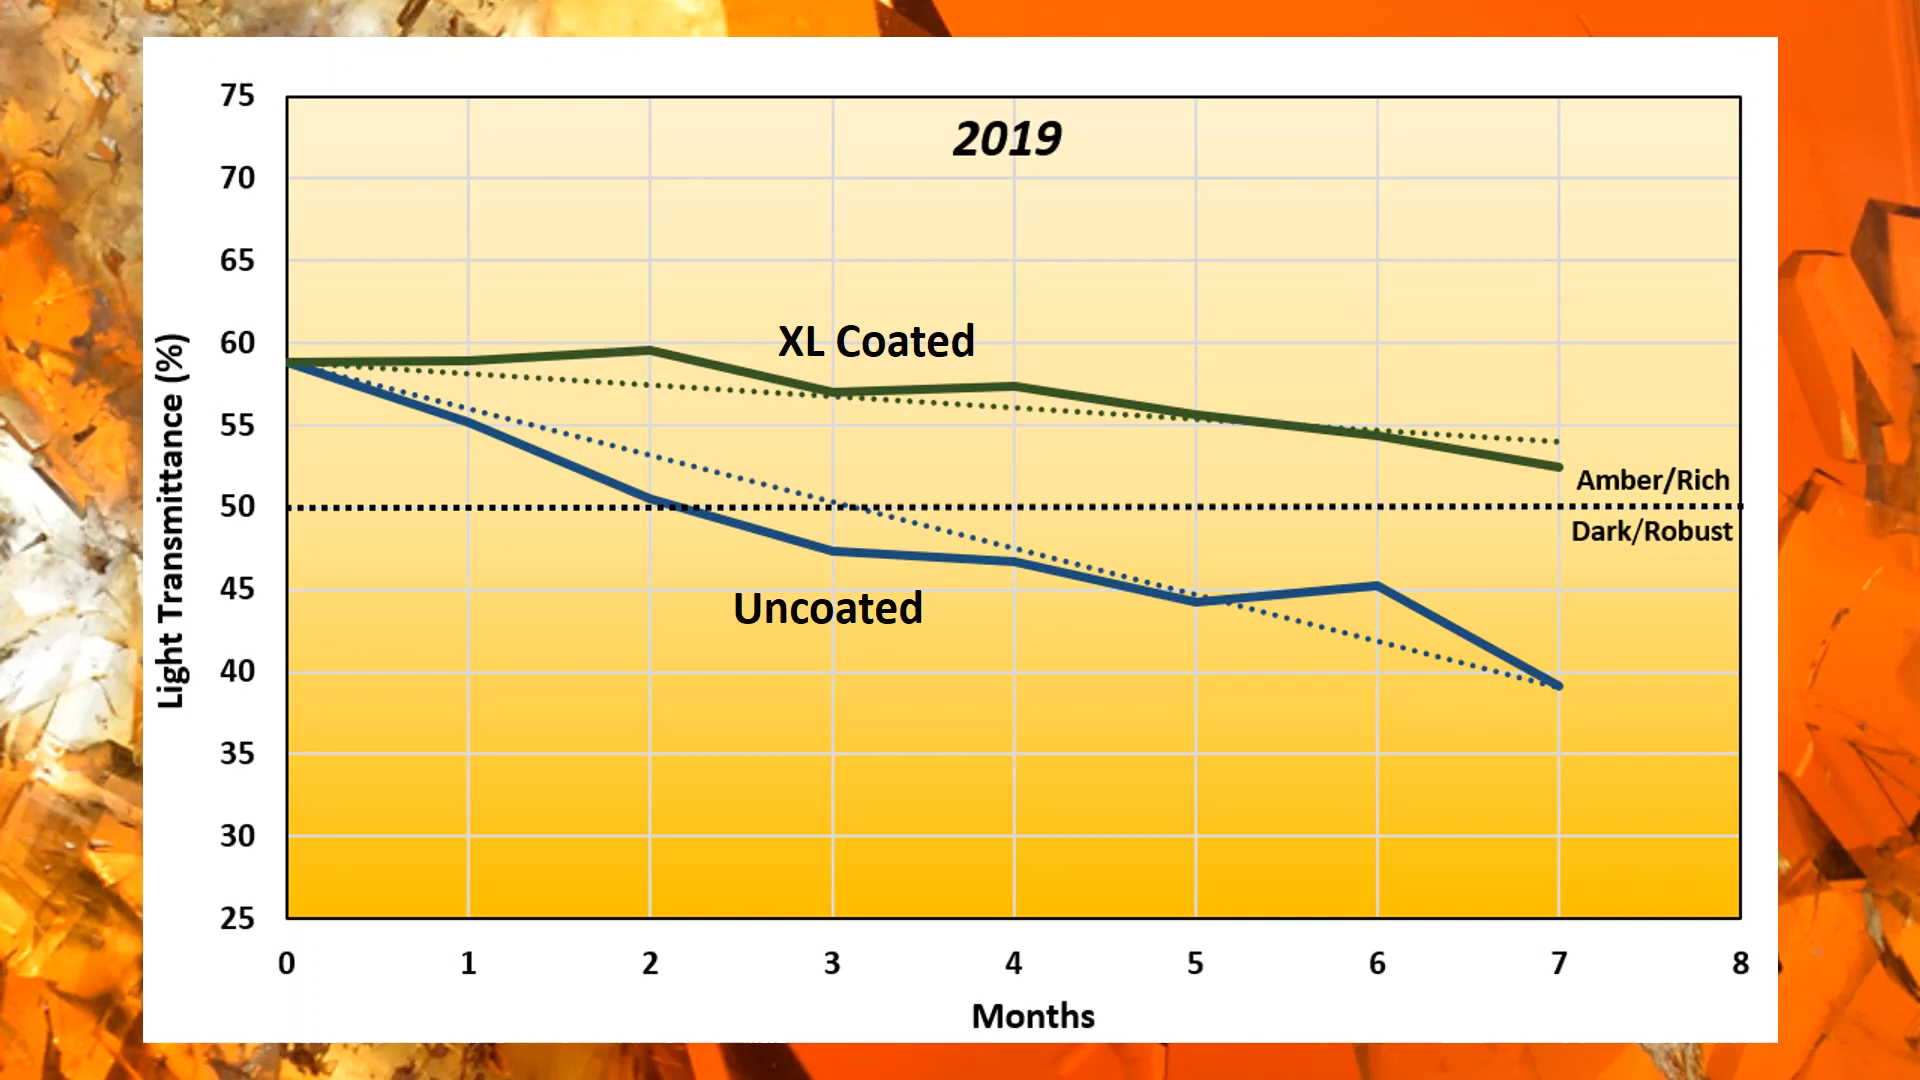 2019
75
70
65
60
55
50
45
40
35
30
25
Light Transmittance (%)
XL Coated
Uncoated
Amber/Rich
Dark/Robust
0 1 2 3 4 5 6 7 8
Months